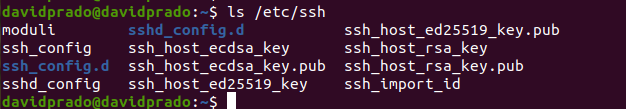 davidprado@davidprado:~$ ls /etc/ssh
moduli sshd_config.d ssh_host_ed25519_key.pub
ssh_config ssh_host_ecdsa_key ssh_host_rsa_key
ssh_config.d ssh_host_ecdsa_key.pub ssh_host_rsa_key.pub
sshd_config ssh_host_ed25519_key ssh_import_id
davidprado@davidprado:~$